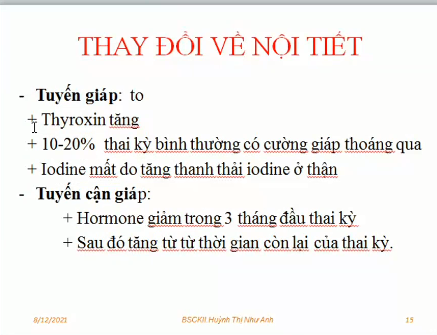 THAY ĐỔI VỀ NỘI TIẾT
- Tuyến giáp: to
+ Thyroxin tăng
+ 10-20% thai kỳ bình thường có cường giáp thoáng qua
+ Iodine mất do tăng thanh thải iodine ở thận
- Tuyến cận giáp:
+ Hormone giảm trong 3 tháng đầu thai kỳ
+ Sau đó tăng từ từ thời gian còn lại của thai kỳ.
8/12/2021 BSCKII Huỳnh Thị Như Anh 15